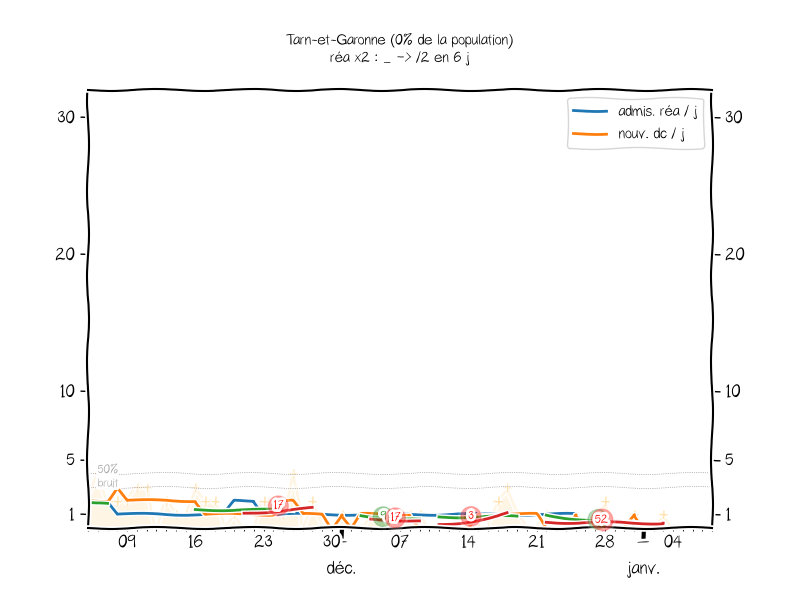 Tarn-et-Garonne (0% de la population)
réa x2 : _ -> /2 en 6 j
admis. réa / j
nouv. dc / j
30 30
20 20
10 10
5 5
50%
bruit
1 1
17 9 17 3 52
09 16 23 30 07 14 21 28 04
déc. janv.